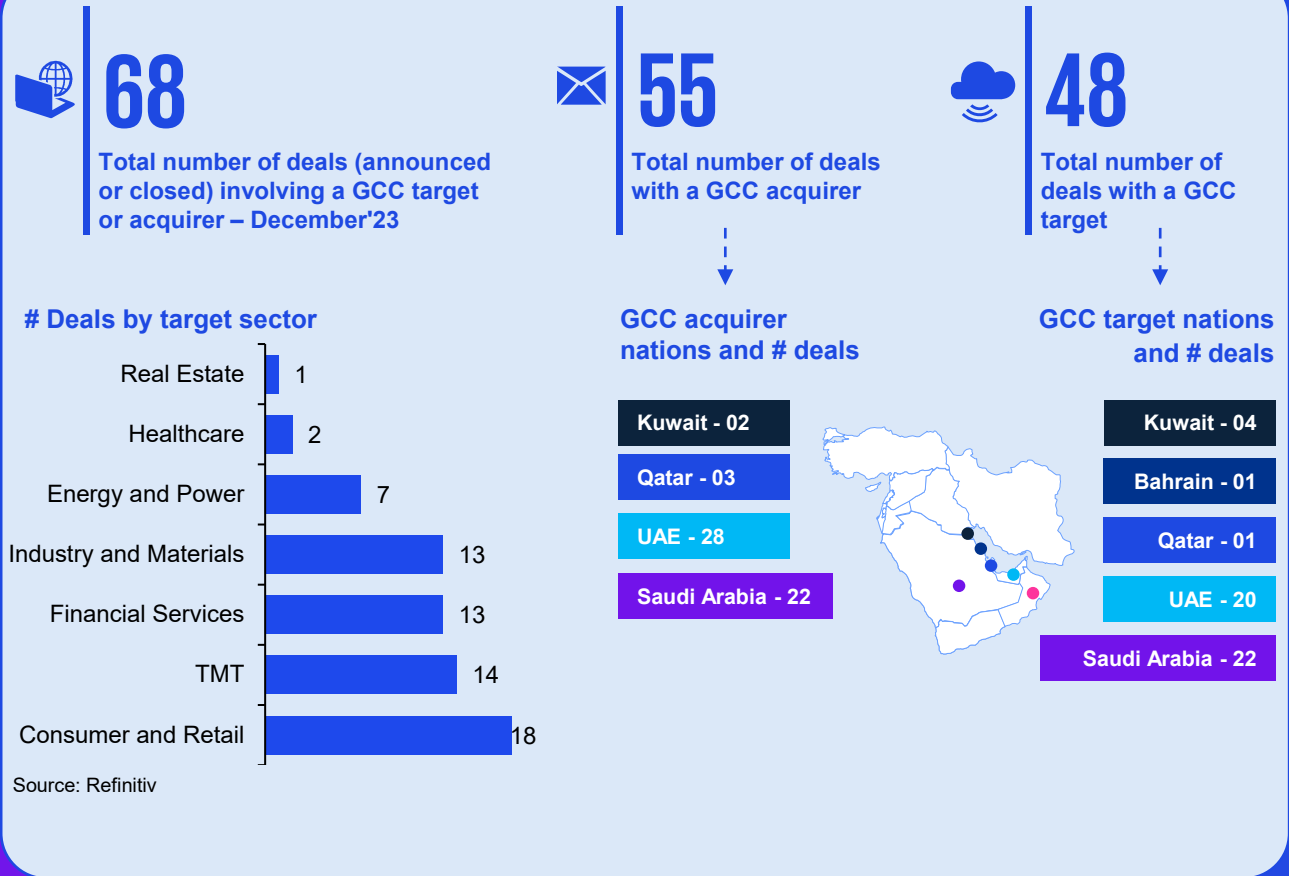 68
Total number of deals (announced
or closed) involving a GCC target
or acquirer – December'23
55
Total number of deals
with a GCC acquirer
48
Total number of
deals with a GCC
target
# Deals by target sector
Real Estate 1
Healthcare 2
Energy and Power 7
Industry and Materials 13
Financial Services 13
TMT 14
Consumer and Retail 18
Source: Refinitiv
GCC acquirer
nations and # deals
Kuwait - 02
Qatar - 03
UAE - 28
Saudi Arabia - 22
GCC target nations
and # deals
Kuwait - 04
Bahrain - 01
Qatar - 01
UAE - 20
Saudi Arabia - 22